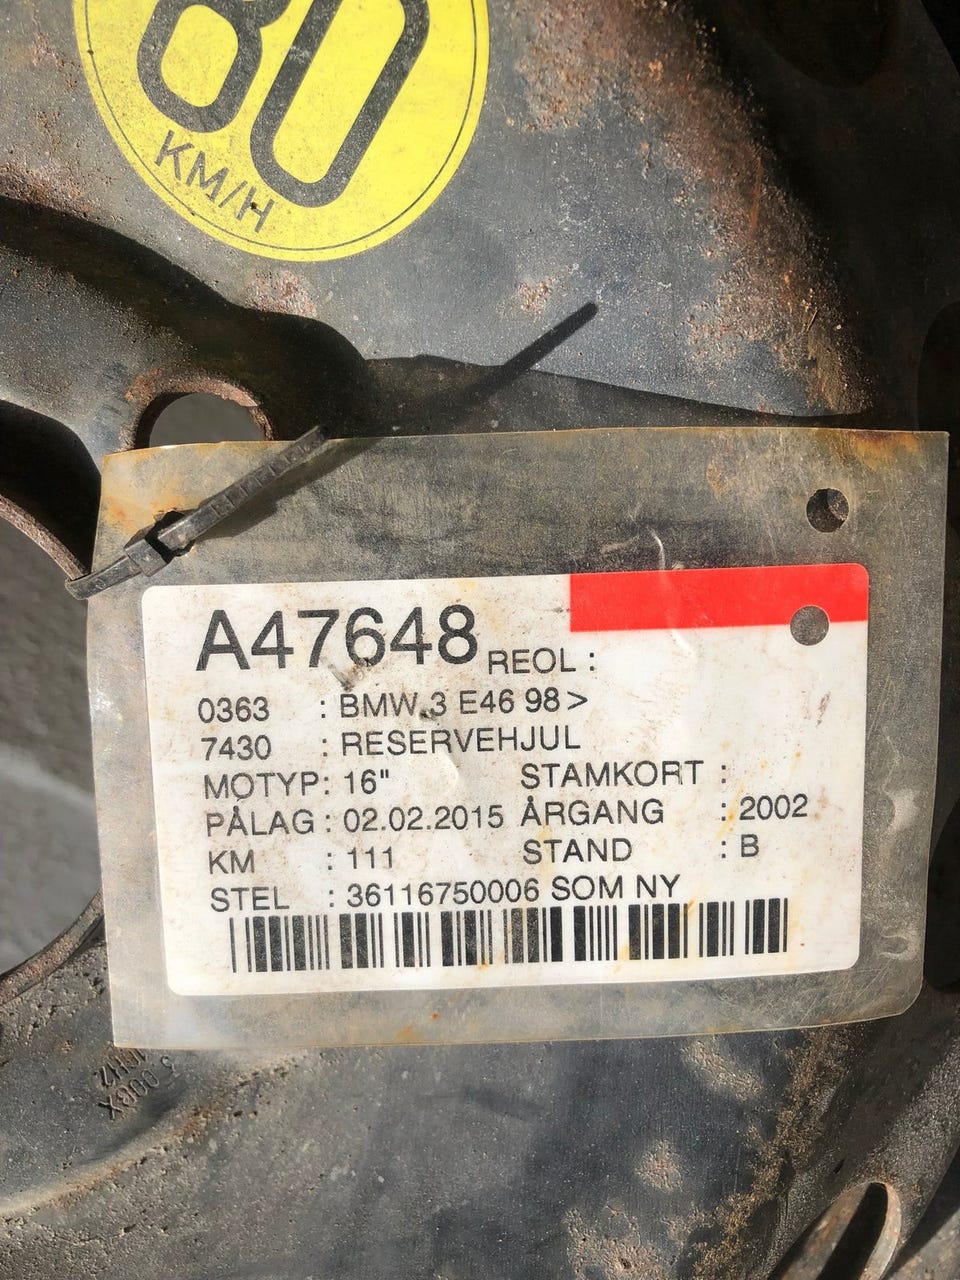 80
KM/H
A47648 REOL :
0363 : BMW 3 E46 98 >
7430 : RESERVEHJUL
MOTYP : 16" STAMKORT :
PÅLAG : 02.02.2015 ÅRGANG : 2002
KM : 111 STAND : B
STEL : 36116750006 SOM NY